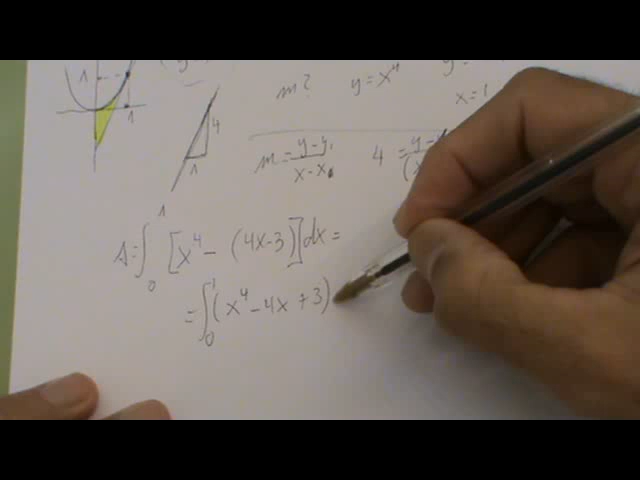 1
1
m? y = x⁴ y =
x = 1
4
1
m = (y - y₁)/(x - x₁) 4 =
A = ∫₀¹ [x⁴ - (4x - 3)] dx =
= ∫₀¹ (x⁴ - 4x + 3)